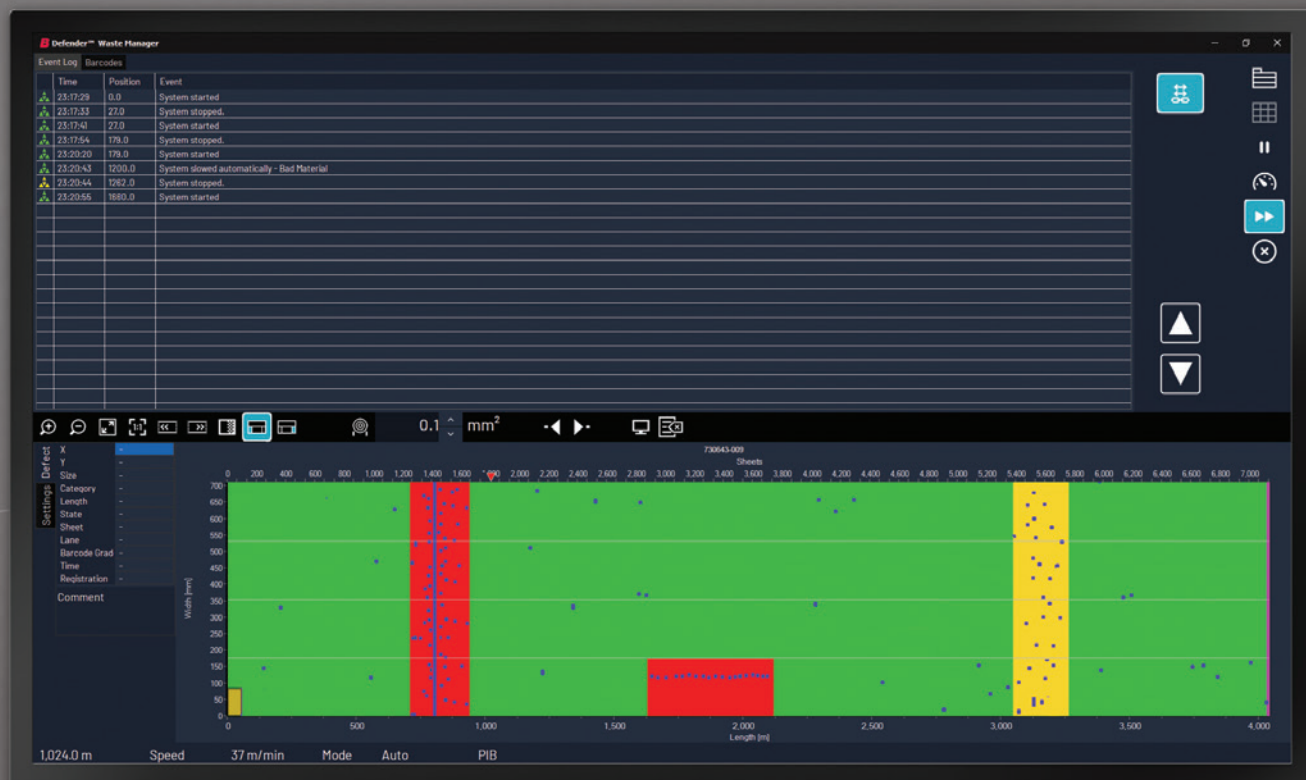 B Defender™ Waste Manager
Event Log Barcodes
Time Position Event
23:17:29 0.0 System started
23:17:33 27.0 System stopped.
23:17:41 27.0 System started
23:17:54 179.0 System stopped.
23:20:20 179.0 System started
23:20:43 1200.0 System slowed automatically - Bad Material
23:20:44 1262.0 System stopped.
23:20:55 1660.0 System started
1:1 0.1 mm²
Defect
Settings
X -
Y -
Size -
Category -
Length -
State -
Sheet -
Lane -
Barcode Grad -
Time -
Registration -
Comment
730643-009
Sheets
0 200 400 600 800 1,000 1,200 1,400 1,600 2,000 2,200 2,400 2,600 2,800 3,000 3,200 3,400 3,600 3,800 4,000 4,200 4,400 4,600 4,800 5,000 5,200 5,400 5,600 5,800 6,000 6,200 6,400 6,600 6,800 7,000
Width [mm]
700
650
600
550
500
450
400
350
300
250
200
150
100
50
0
0 500 1,000 1,500 2,000 2,500 3,000 3,500 4,000
Length [m]
1,024.0 m Speed 37 m/min Mode Auto PIB